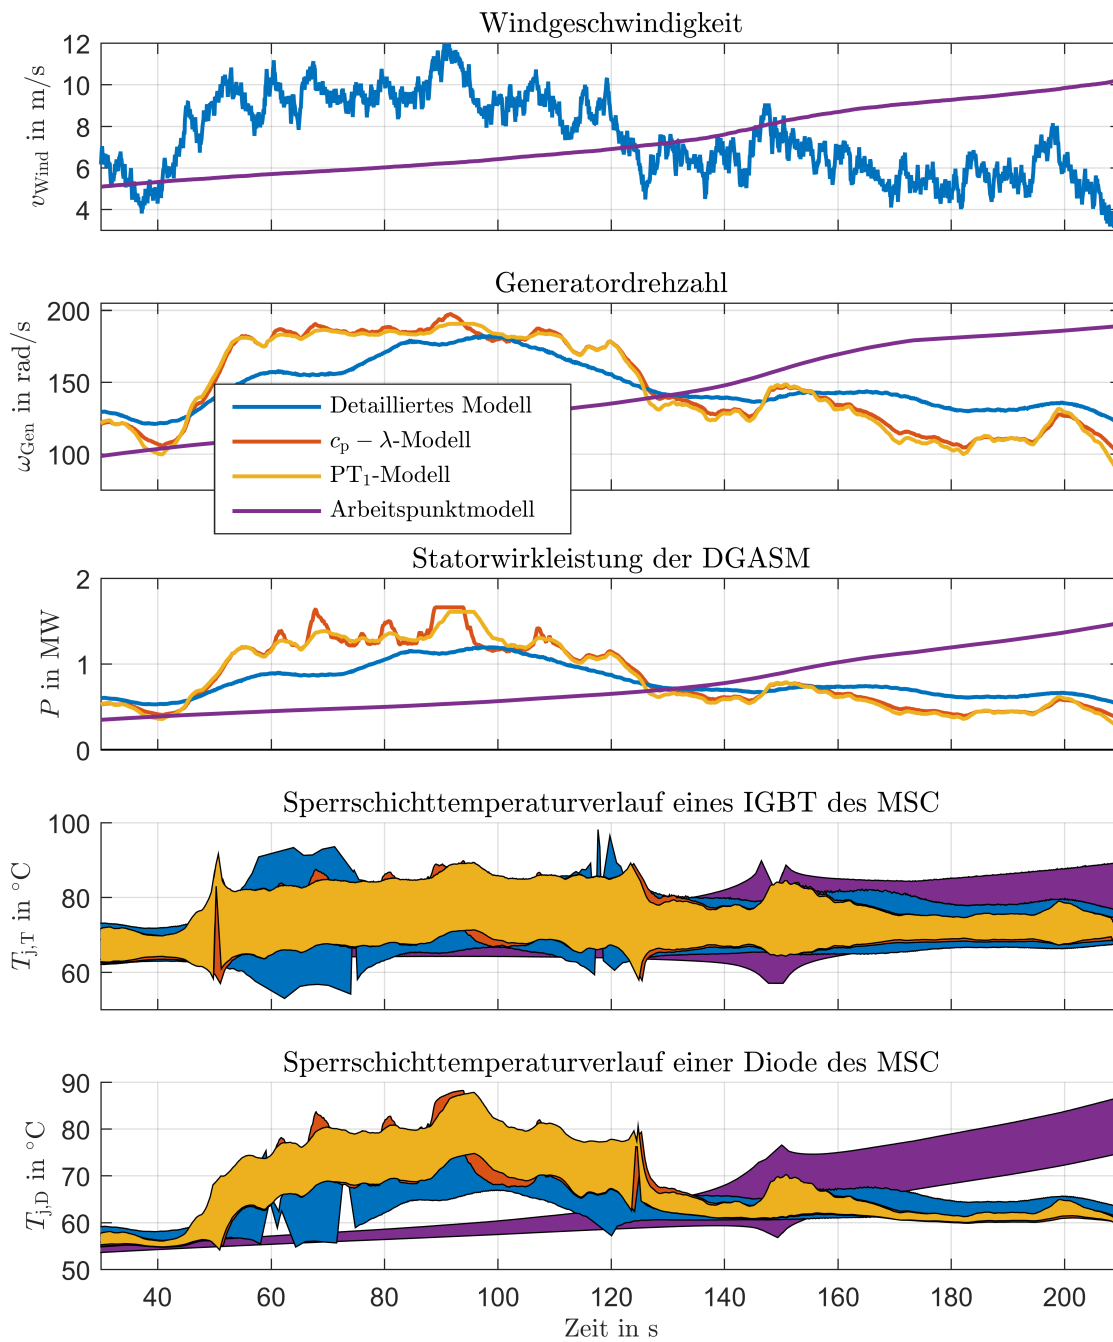 Windgeschwindigkeit
12
10
8
6
4
v_Wind in m/s
Generatordrehzahl
200
150
100
ω_Gen in rad/s
Detailliertes Modell
c_p − λ-Modell
PT_1-Modell
Arbeitspunktmodell
Statorwirkleistung der DGASM
2
1
0
P in MW
Sperrschichttemperaturverlauf eines IGBT des MSC
100
80
60
T_j,T in °C
Sperrschichttemperaturverlauf einer Diode des MSC
90
80
70
60
50
T_j,D in °C
40 60 80 100 120 140 160 180 200
Zeit in s